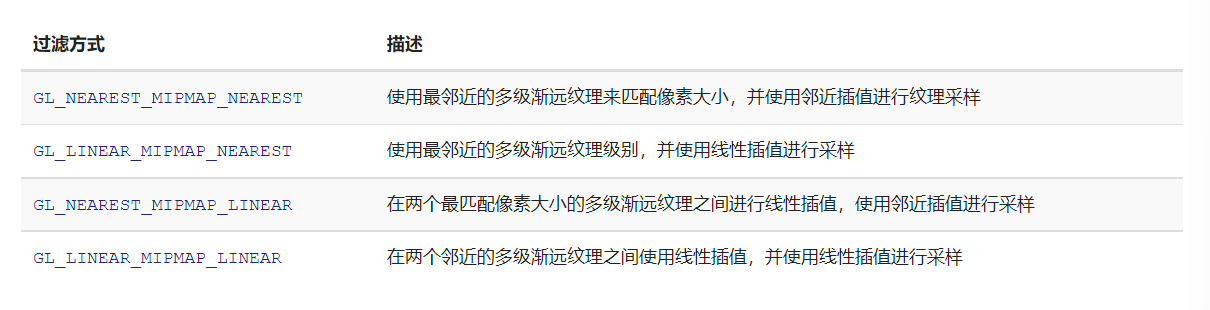 过滤方式 描述
GL_NEAREST_MIPMAP_NEAREST 使用最邻近的多级渐远纹理来匹配像素大小，并使用邻近插值进行纹理采样
GL_LINEAR_MIPMAP_NEAREST 使用最邻近的多级渐远纹理级别，并使用线性插值进行采样
GL_NEAREST_MIPMAP_LINEAR 在两个最匹配像素大小的多级渐远纹理之间进行线性插值，使用邻近插值进行采样
GL_LINEAR_MIPMAP_LINEAR 在两个邻近的多级渐远纹理之间使用线性插值，并使用线性插值进行采样